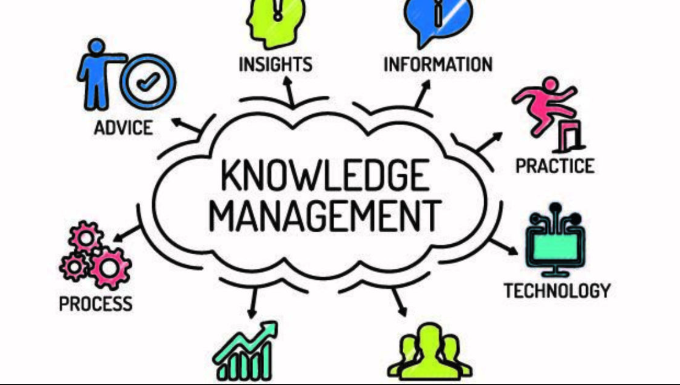 INSIGHTS
INFORMATION
ADVICE
PRACTICE
KNOWLEDGE
MANAGEMENT
PROCESS
TECHNOLOGY